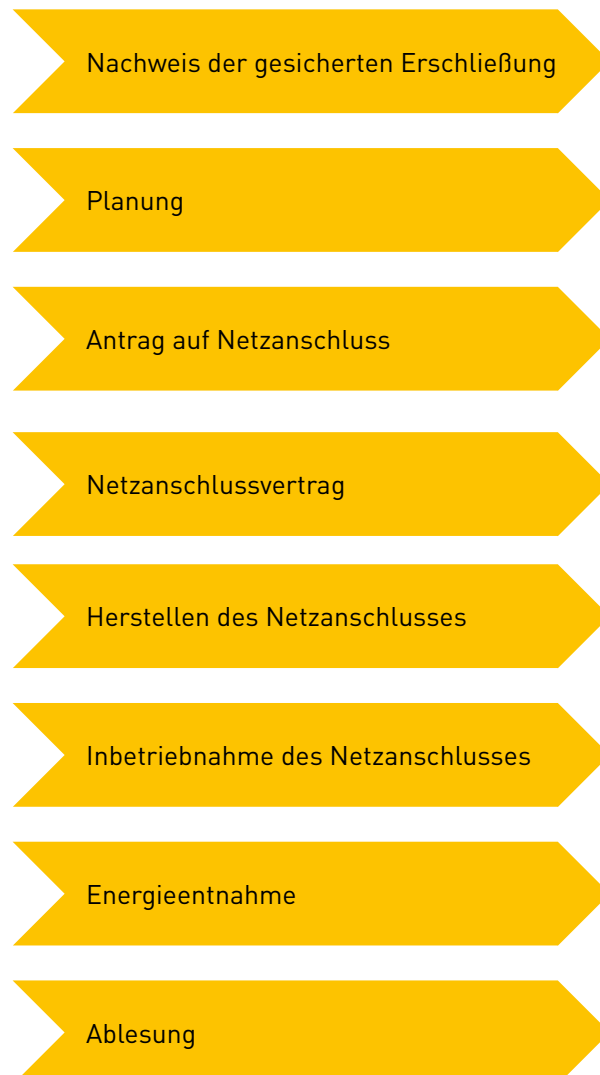 Nachweis der gesicherten Erschließung
Planung
Antrag auf Netzanschluss
Netzanschlussvertrag
Herstellen des Netzanschlusses
Inbetriebnahme des Netzanschlusses
Energieentnahme
Ablesung